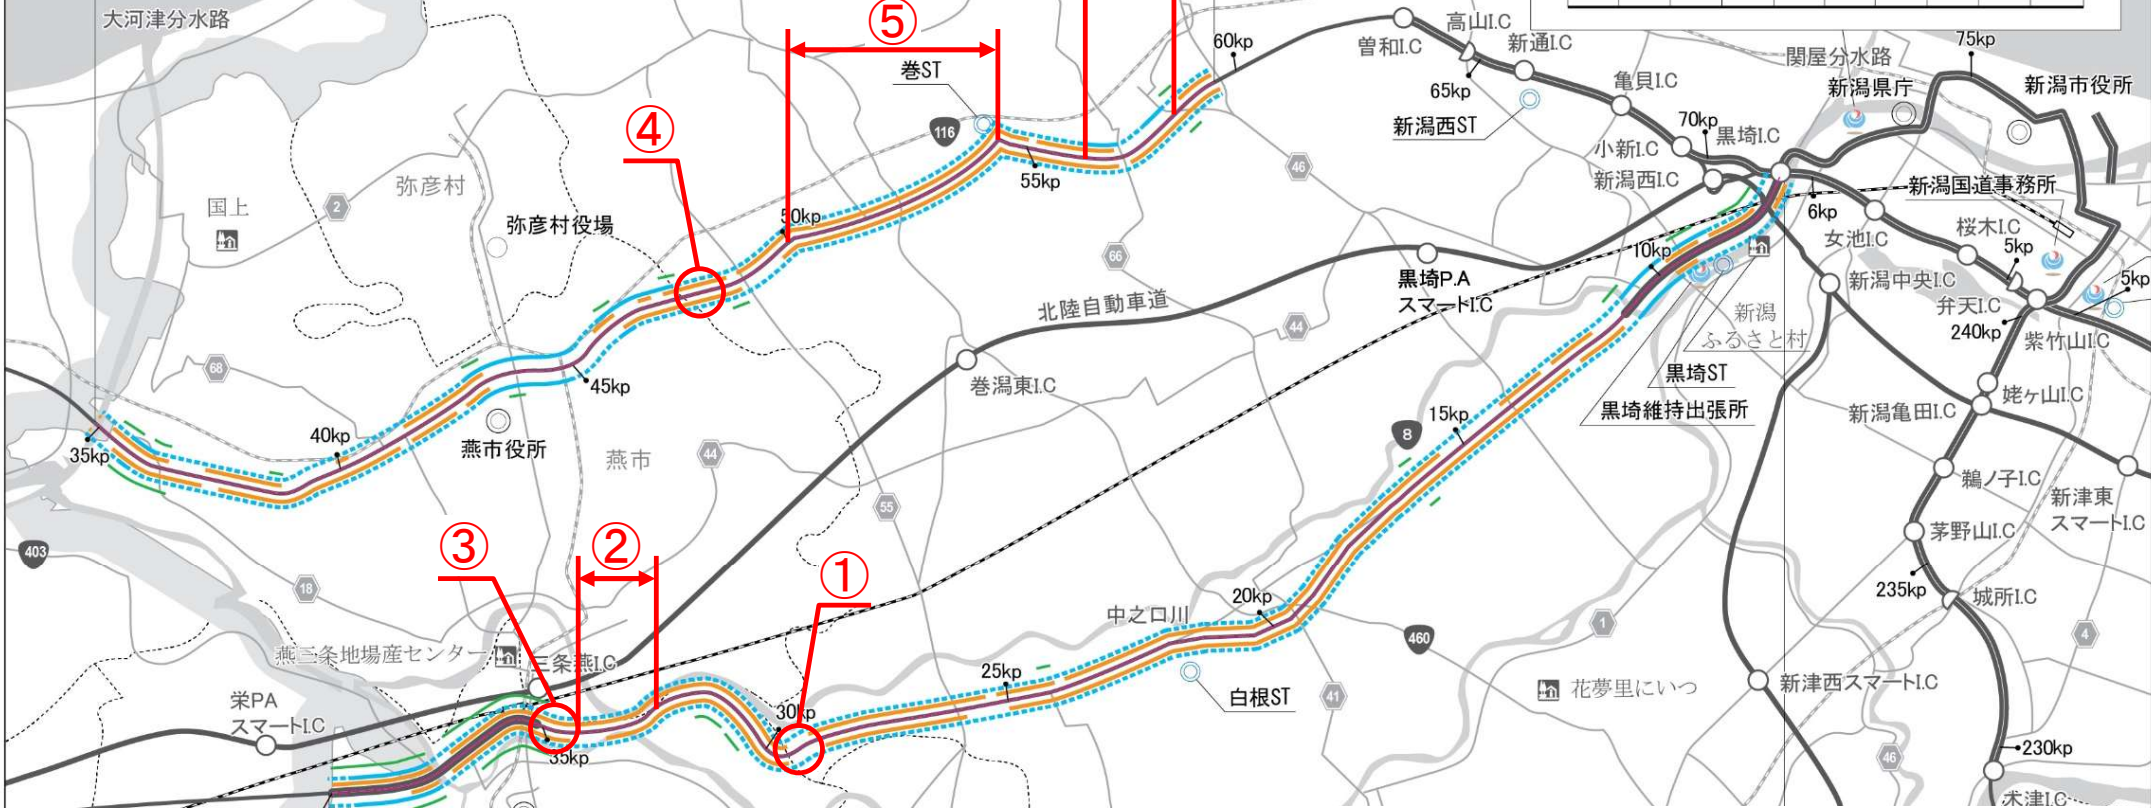 大河津分水路
⑤
巻ST
116
60kp
曽和I.C
高山I.C
新通I.C
65kp
新潟西ST
亀貝I.C
関屋分水路
75kp
新潟県庁
新潟市役所
70kp
黒埼I.C
小新I.C
新潟西I.C
新潟国道事務所
6kp
女池I.C
桜木I.C
5kp
新潟中央I.C
弁天I.C
5kp
240kp
紫竹山I.C
④
弥彦村
国上
2
弥彦村役場
50kp
55kp
46
66
黒埼P.A
スマートI.C
10kp
新潟
ふるさと村
北陸自動車道
44
巻潟東I.C
黒埼ST
黒埼維持出張所
姥ヶ山I.C
新潟亀田I.C
68
45kp
40kp
35kp
燕市役所
燕市
44
15kp
8
鵜ノ子I.C
新津東
スマートI.C
茅野山I.C
55
403
③
②
①
18
235kp
城所I.C
20kp
中之口川
460
1
4
燕三条地場産センター
三条燕I.C
25kp
白根ST
41
花夢里にいつ
新津西スマートI.C
栄PA
スマートI.C
30kp
35kp
46
230kp